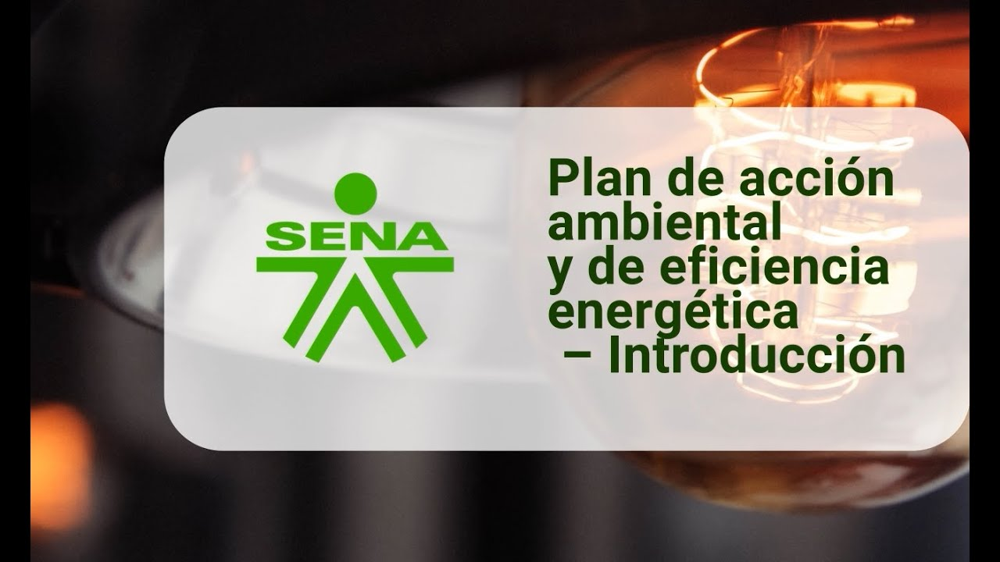 SENA
Plan de acción
ambiental
y de eficiencia
energética
– Introducción